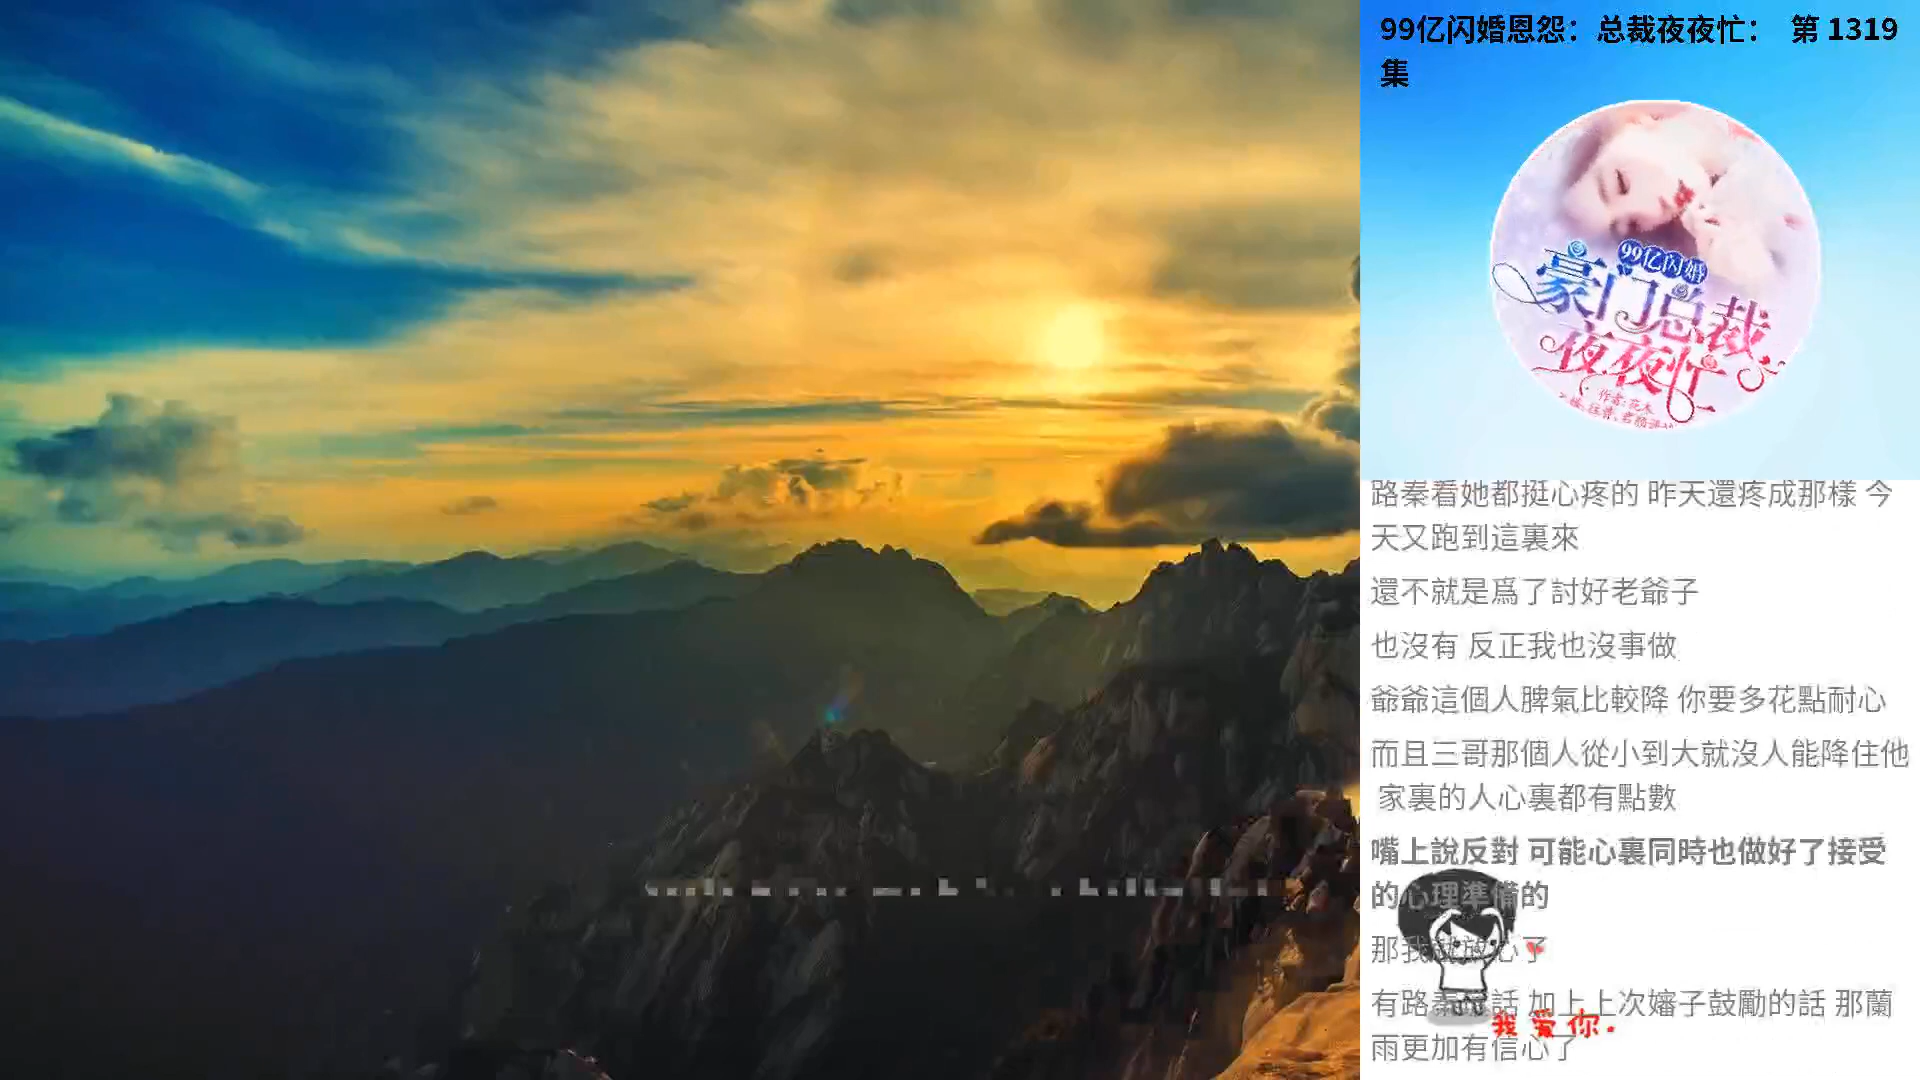 99亿闪婚恩怨：总裁夜夜忙： 第 1319
集
99亿闪婚
豪门总裁
夜夜忙
路秦看她都挺心疼的 昨天還疼成那樣 今
天又跑到這裏來
還不就是爲了討好老爺子
也沒有 反正我也沒事做
爺爺這個人脾氣比較降 你要多花點耐心
而且三哥那個人從小到大就沒人能降住他
家裏的人心裏都有點數
嘴上說反對 可能心裏同時也做好了接受
的心理準備的
那我就放心了
有路秦 話 加上上次嬸子鼓勵的話 那蘭
雨更加有信心了
我爱你.